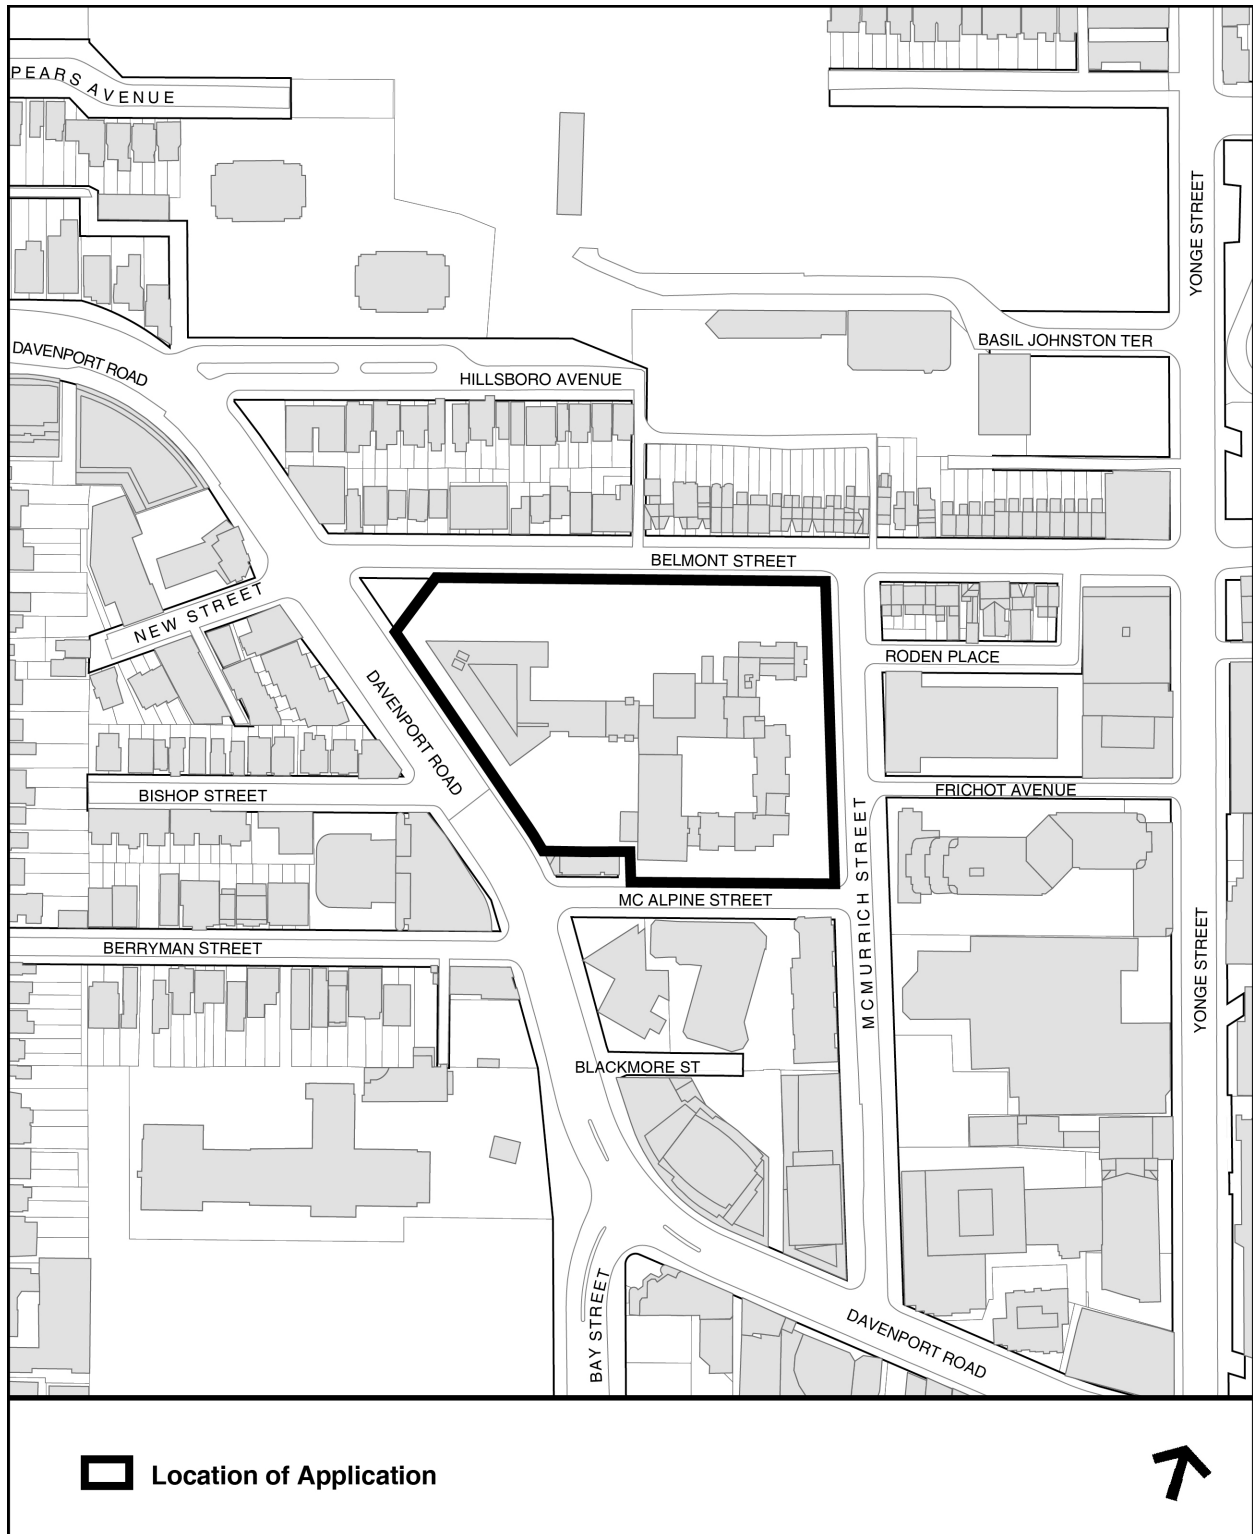 PEARS AVENUE
YONGE STREET
BASIL JOHNSTON TER
DAVENPORT ROAD
HILLSBORO AVENUE
BELMONT STREET
NEW STREET
RODEN PLACE
DAVENPORT ROAD
BISHOP STREET
FRICHOT AVENUE
MCMURRICH STREET
MC ALPINE STREET
BERRYMAN STREET
YONGE STREET
BLACKMORE ST
BAY STREET
DAVENPORT ROAD
Location of Application